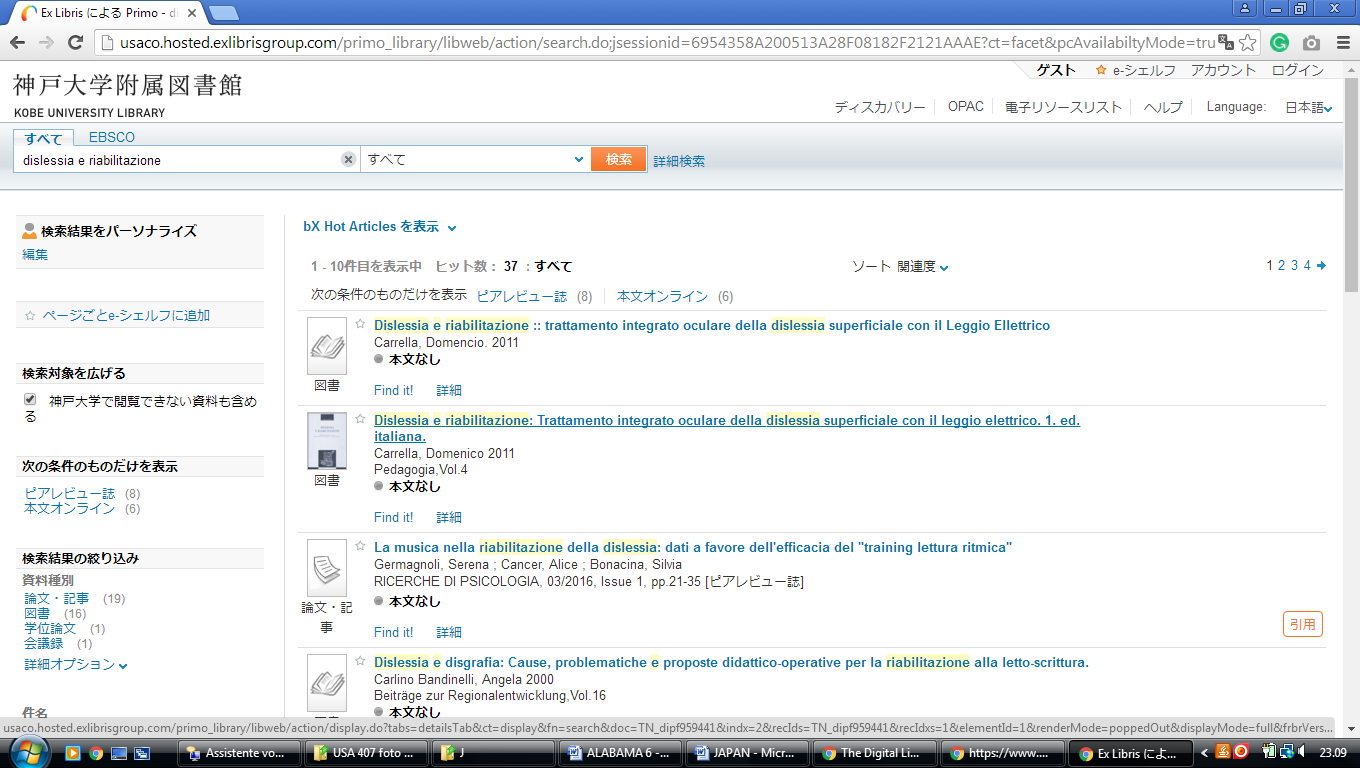 Ex Libris による Primo - di
usaco.hosted.exlibrisgroup.com/primo_library/libweb/action/search.do;jsessionid=6954358A200513A28F08182F2121AAAE?ct=facet&pcAvailabiltyMode=tru
神戸大学附属図書館
KOBE UNIVERSITY LIBRARY
ゲスト e-シェルフ アカウント ログイン
ディスカバリー OPAC 電子リソースリスト ヘルプ Language: 日本語
すべて EBSCO
dislessia e riabilitazione すべて 検索 詳細検索
検索結果をパーソナライズ
編集
ページごとe-シェルフに追加
検索対象を広げる
神戸大学で閲覧できない資料も含め
る
次の条件のものだけを表示
ピアレビュー誌 (8)
本文オンライン (6)
検索結果の絞り込み
資料種別
論文・記事 (19)
図書 (16)
学位論文 (1)
会議録 (1)
詳細オプション
件名
bX Hot Articles を表示
1 - 10件目を表示中 ヒット数: 37 : すべて ソート 関連度 1 2 3 4
次の条件のものだけを表示 ピアレビュー誌 (8) 本文オンライン (6)
Dislessia e riabilitazione :: trattamento integrato oculare della dislessia superficiale con il Leggio Ellettrico
Carrella, Domencio. 2011
本文なし
図書
Find it! 詳細
Dislessia e riabilitazione: Trattamento integrato oculare della dislessia superficiale con il leggio elettrico. 1. ed.
italiana.
Carrella, Domenico 2011
Pedagogia,Vol.4
図書
本文なし
Find it! 詳細
La musica nella riabilitazione della dislessia: dati a favore dell'efficacia del "training lettura ritmica"
Germagnoli, Serena ; Cancer, Alice ; Bonacina, Silvia
RICERCHE DI PSICOLOGIA, 03/2016, Issue 1, pp.21-35 [ピアレビュー誌]
本文なし
論文・記
事
Find it! 詳細
引用
Dislessia e disgrafia: Cause, problematiche e proposte didattico-operative per la riabilitazione alla letto-scrittura.
Carlino Bandinelli, Angela 2000
Beiträge zur Regionalentwicklung,Vol.16
本文なし
図書
usaco.hosted.exlibrisgroup.com/primo_library/libweb/action/display.do?tabs=detailsTab&ct=display&fn=search&doc=TN_dipf959441&indx=2&recIds=TN_dipf959441&recIdxs=1&elementId=1&renderMode=poppedOut&displayMode=full&frbrVers...
Assistente vo... USA 407 foto ... J ALABAMA 6 -... JAPAN - Micr... The Digital Li... https://www.... Ex Libris によ... 23.09